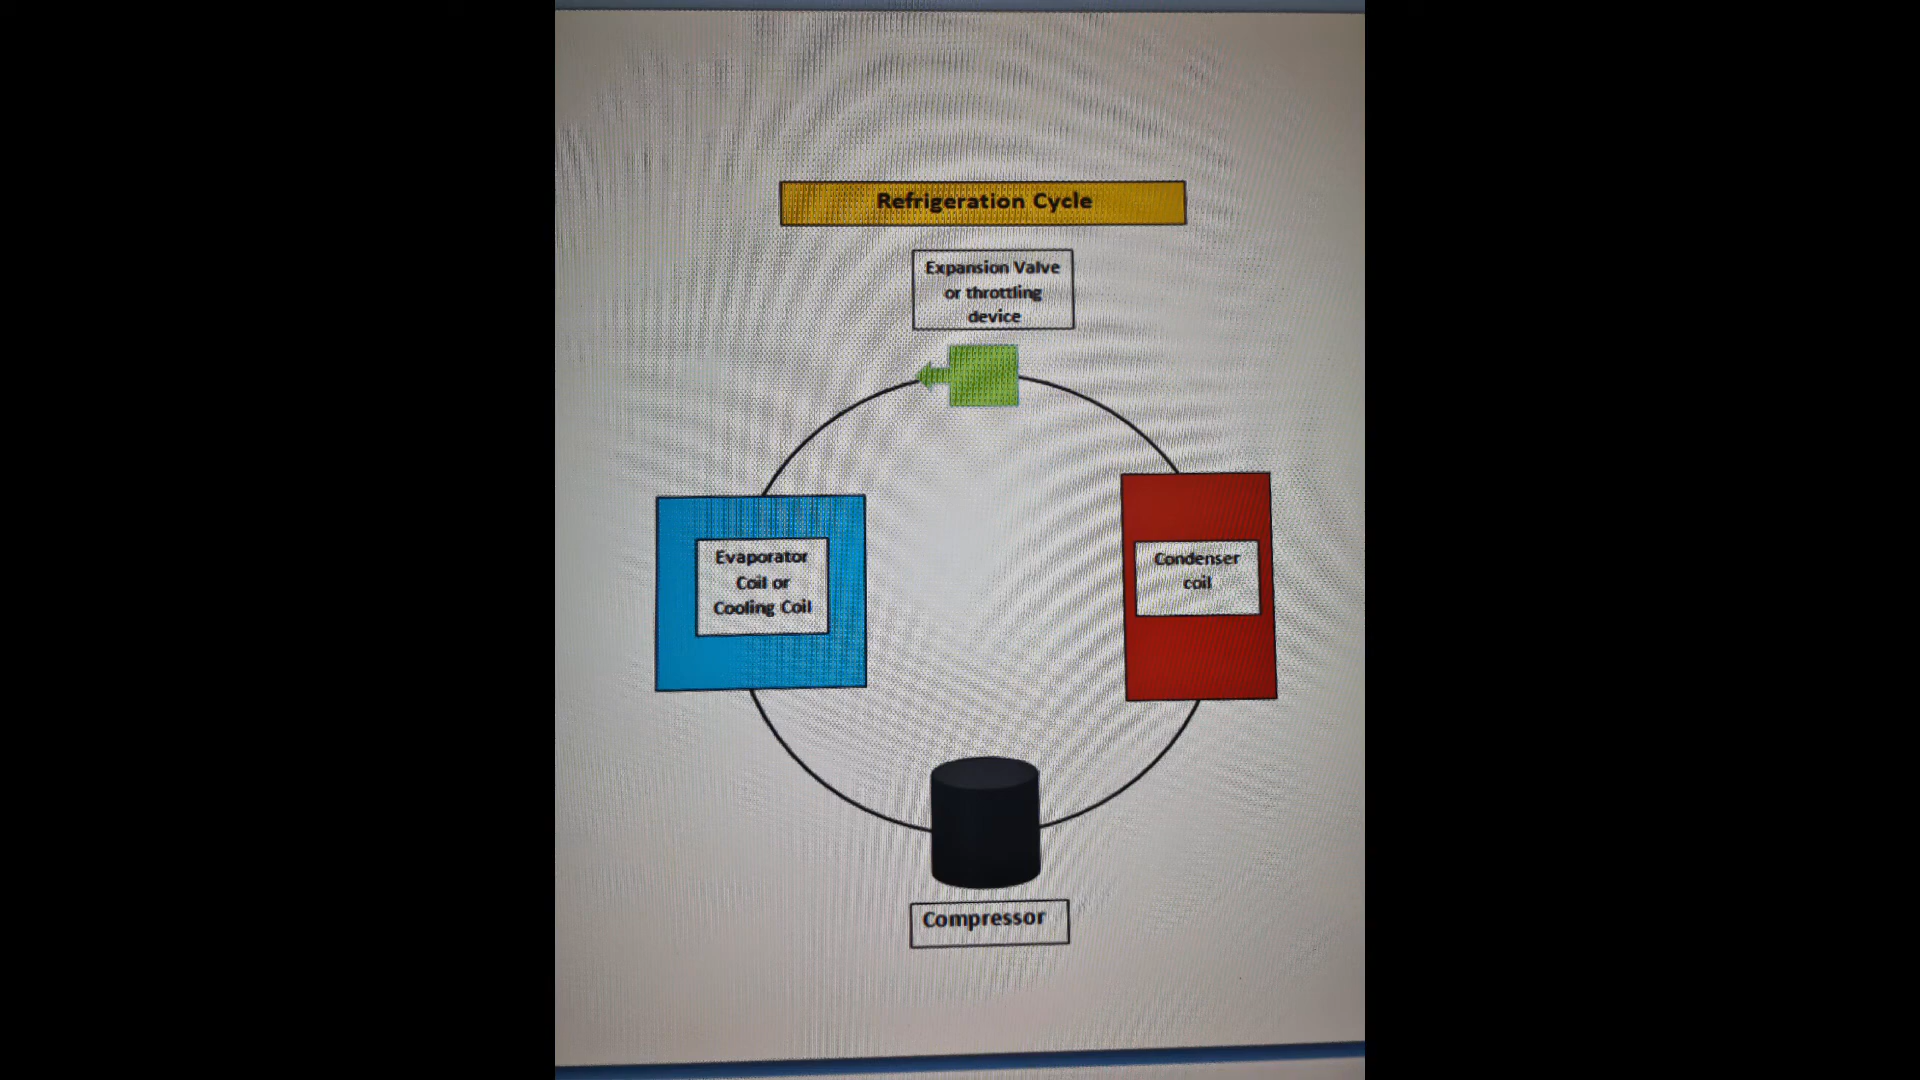 Refrigeration Cycle
Expansion Valve
or throttling
device
Evaporator
Coil or
Cooling Coil
Condenser
coil
Compressor